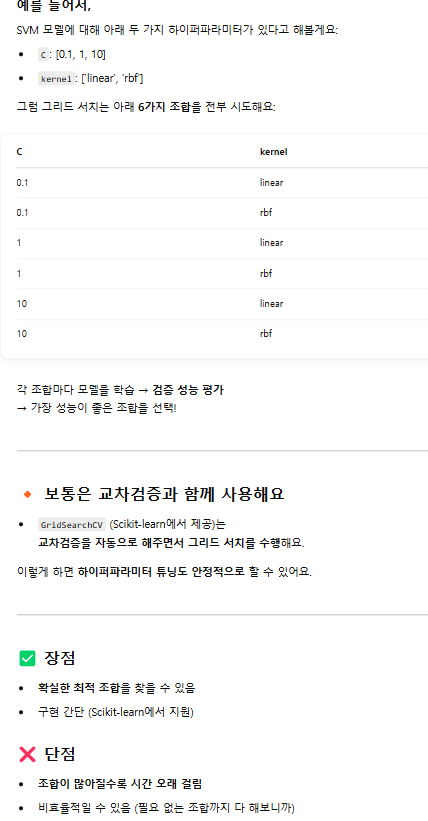 예를 들어서,
SVM 모델에 대해 아래 두 가지 하이퍼파라미터가 있다고 해볼게요:
• C : [0.1, 1, 10]
• kernel : ['linear', 'rbf']
그럼 그리드 서치는 아래 6가지 조합을 전부 시도해요:
C kernel
0.1 linear
0.1 rbf
1 linear
1 rbf
10 linear
10 rbf
각 조합마다 모델을 학습 → 검증 성능 평가
→ 가장 성능이 좋은 조합을 선택!
🔸 보통은 교차검증과 함께 사용해요
• GridSearchCV (Scikit-learn에서 제공)는
교차검증을 자동으로 해주면서 그리드 서치를 수행해요.
이렇게 하면 하이퍼파라미터 튜닝도 안정적으로 할 수 있어요.
✅ 장점
• 확실한 최적 조합을 찾을 수 있음
• 구현 간단 (Scikit-learn에서 지원)
❌ 단점
• 조합이 많아질수록 시간 오래 걸림
• 비효율적일 수 있음 (필요 없는 조합까지 다 해보니까)